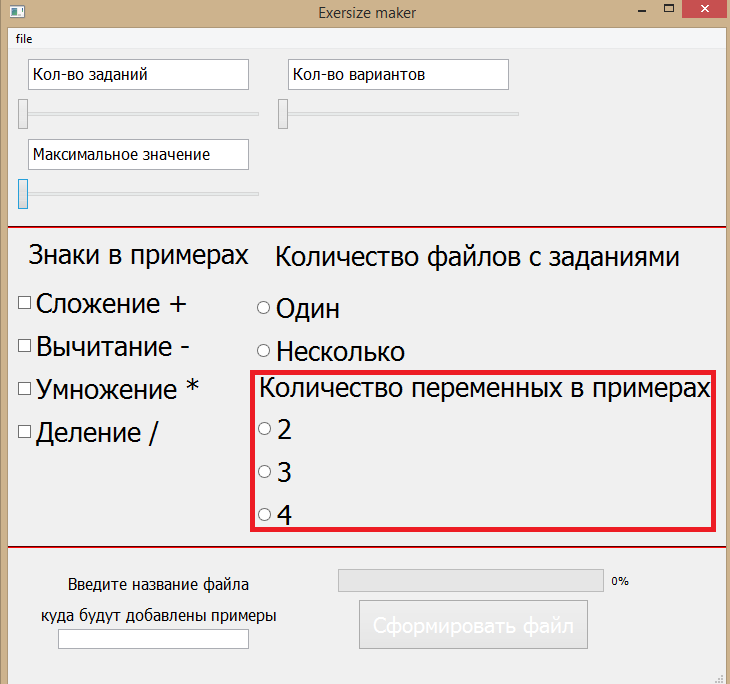 Exersize maker
file
Кол-во заданий
Кол-во вариантов
Максимальное значение
Знаки в примерах
Количество файлов с заданиями
Сложение +
Один
Вычитание -
Несколько
Умножение *
Количество переменных в примерах
Деление /
2
3
4
Введите название файла
0%
куда будут добавлены примеры
Сформировать файл